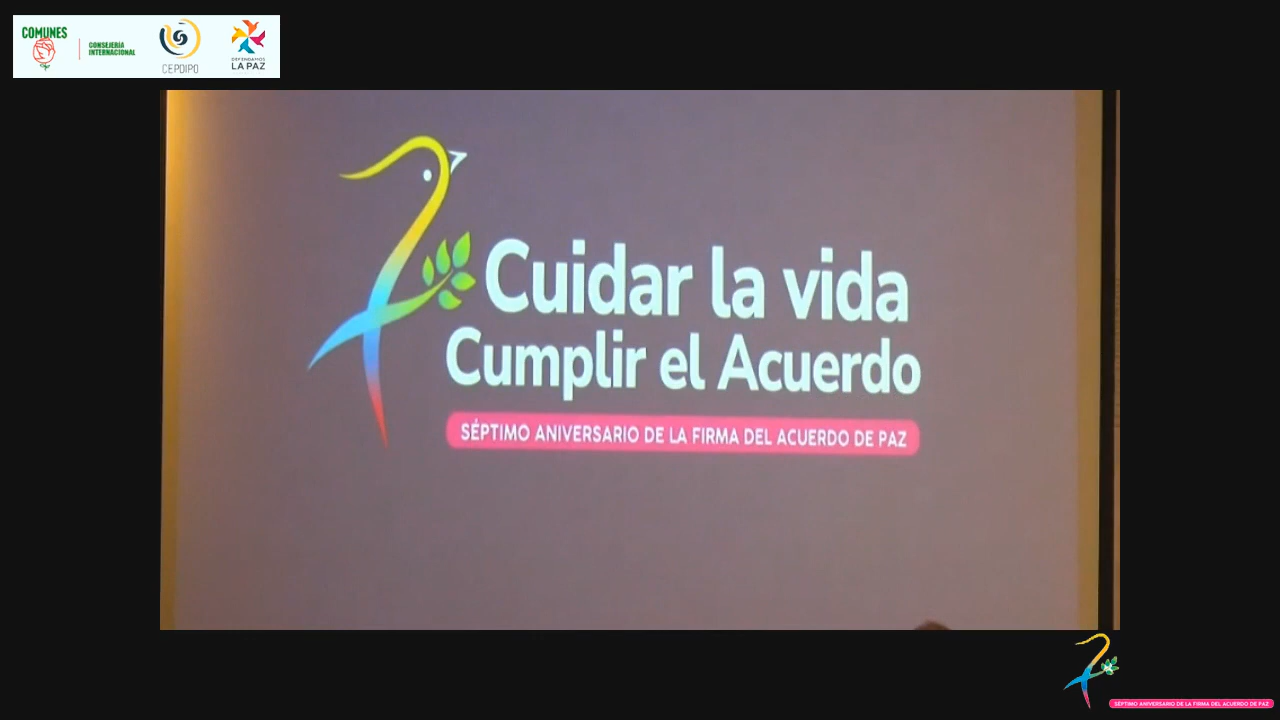 COMUNES
CONSEJERÍA
INTERNACIONAL
CEPDIPO
DEFENDAMOS
LA PAZ
Cuidar la vida
Cumplir el Acuerdo
SÉPTIMO ANIVERSARIO DE LA FIRMA DEL ACUERDO DE PAZ
SÉPTIMO ANIVERSARIO DE LA FIRMA DEL ACUERDO DE PAZ